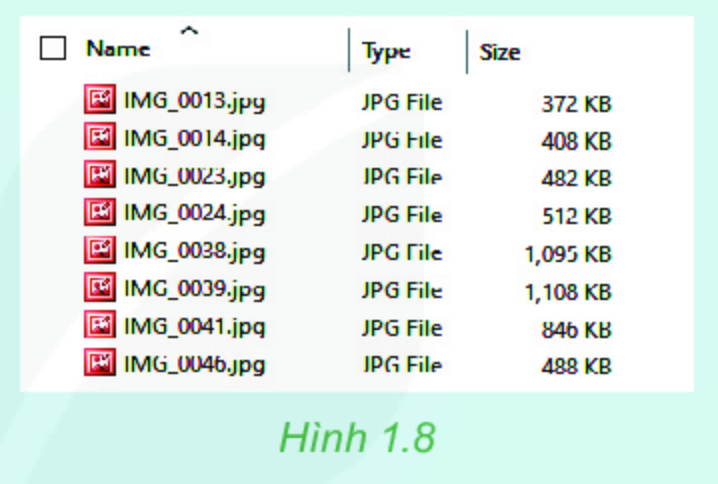 Name Type Size
IMG_0013.jpg JPG File 372 KB
IMG_0014.jpg JPG File 408 KB
IMG_0023.jpg JPG File 482 KB
IMG_0024.jpg JPG File 512 KB
IMG_0038.jpg JPG File 1,095 KB
IMG_0039.jpg JPG File 1,108 KB
IMG_0041.jpg JPG File 846 KB
IMG_0046.jpg JPG File 488 KB
Hình 1.8